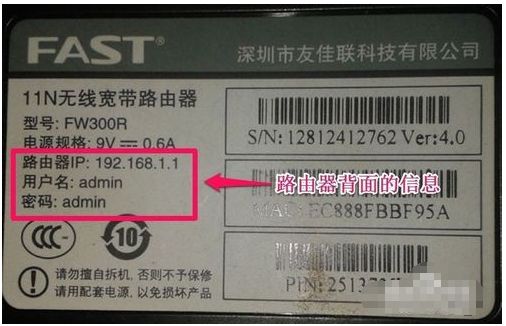 FAST®
深圳市友佳联科技有限公司
11N无线宽带路由器
型号: FW300R
电源规格: 9V⎓0.6A
路由器IP: 192.168.1.1
用户名: admin
密码: admin
S/N: 12812412762 Ver:4.0
路由器背面的信息
MAC: EC888FBBF95A
10
请勿擅自拆机，否则不予保修
请用配套电源，以免损坏产品
PIN: